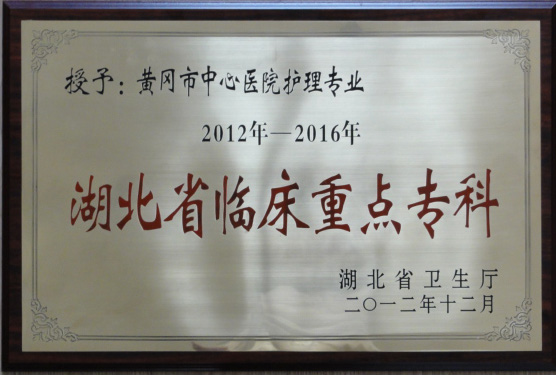 授予：黄冈市中心医院护理专业
2012年—2016年
湖北省临床重点专科
湖北省卫生厅
二〇一二年十二月